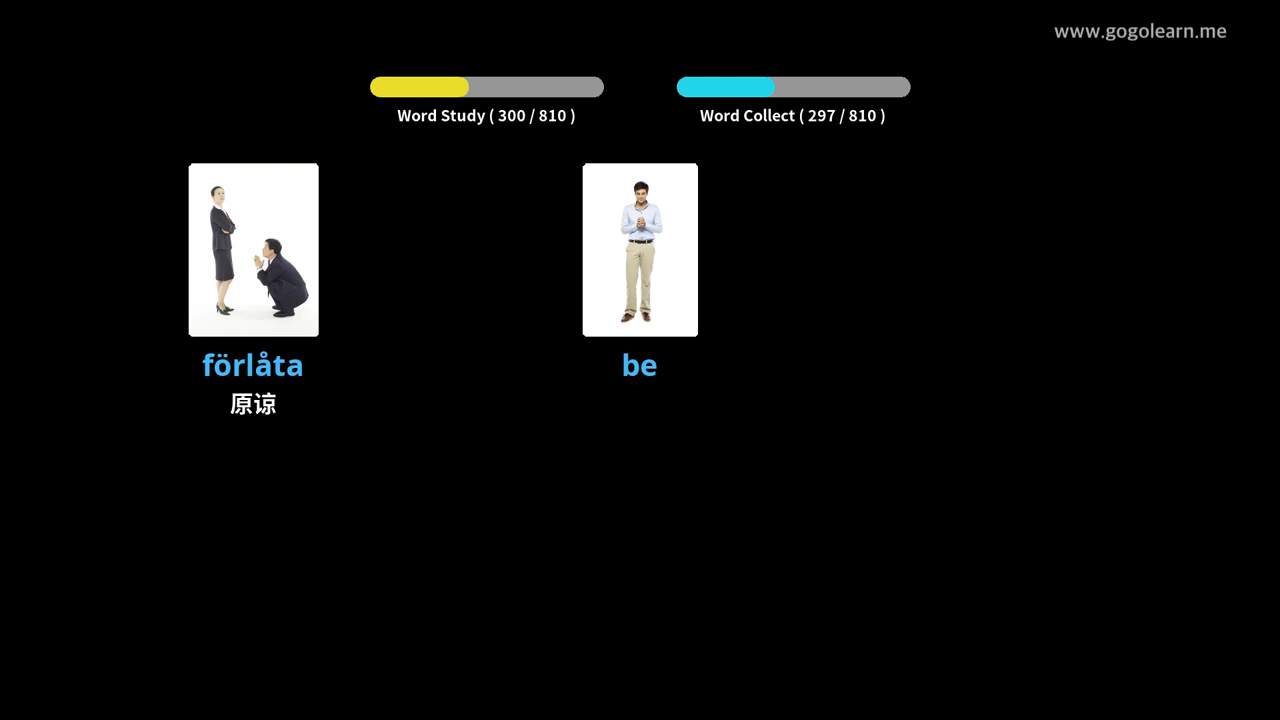 www.gogolearn.me
Word Study ( 300 / 810 )
Word Collect ( 297 / 810 )
förlåta
原谅
be